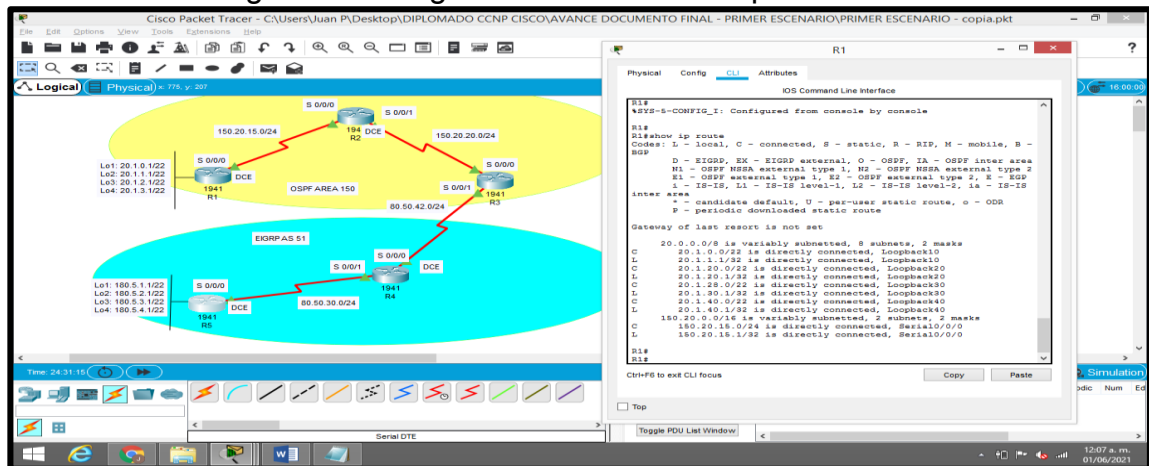 Cisco Packet Tracer - C:\Users\Juan P\Desktop\DIPLOMADO CCNP CISCO\AVANCE DOCUMENTO FINAL - PRIMER ESCENARIO\PRIMER ESCENARIO - copia.pkt
File Edit Options View Tools Extensions Help
Logical Physical x: 775, y: 207
16:00:00
S 0/0/0
S 0/0/1
194 DCE
R2
150.20.15.0/24
150.20.20.0/24
Lo1: 20.1.0.1/22
Lo2: 20.1.1.1/22
Lo3: 20.1.2.1/22
Lo4: 20.1.3.1/22
S 0/0/0
DCE
1941
R1
OSPF AREA 150
S 0/0/0
S 0/0/1
1941
R3
80.50.42.0/24
EIGRP AS 51
S 0/0/0
S 0/0/1
DCE
1941
R4
Lo1: 180.5.1.1/22
Lo2: 180.5.2.1/22
Lo3: 180.5.3.1/22
Lo4: 180.5.4.1/22
S 0/0/0
DCE
1941
R5
80.50.30.0/24
Time: 24:31:15
Serial DTE
R1
Physical Config CLI Attributes
IOS Command Line Interface
R1#
%SYS-5-CONFIG_I: Configured from console by console
R1#
R1#show ip route
Codes: L - local, C - connected, S - static, R - RIP, M - mobile, B -
BGP
D - EIGRP, EX - EIGRP external, O - OSPF, IA - OSPF inter area
N1 - OSPF NSSA external type 1, N2 - OSPF NSSA external type 2
E1 - OSPF external type 1, E2 - OSPF external type 2, E - EGP
i - IS-IS, L1 - IS-IS level-1, L2 - IS-IS level-2, ia - IS-IS
inter area
* - candidate default, U - per-user static route, o - ODR
P - periodic downloaded static route
Gateway of last resort is not set
20.0.0.0/8 is variably subnetted, 8 subnets, 2 masks
C 20.1.0.0/22 is directly connected, Loopback10
L 20.1.1.1/32 is directly connected, Loopback10
C 20.1.20.0/22 is directly connected, Loopback20
L 20.1.20.1/32 is directly connected, Loopback20
C 20.1.28.0/22 is directly connected, Loopback30
L 20.1.30.1/32 is directly connected, Loopback30
C 20.1.40.0/22 is directly connected, Loopback40
L 20.1.40.1/32 is directly connected, Loopback40
150.20.0.0/16 is variably subnetted, 2 subnets, 2 masks
C 150.20.15.0/24 is directly connected, Serial0/0/0
L 150.20.15.1/32 is directly connected, Serial0/0/0
R1#
R1#
Ctrl+F6 to exit CLI focus
Copy Paste
Top
Toggle PDU List Window
Simulation
odic Num Ed
12:07 a. m.
01/06/2021